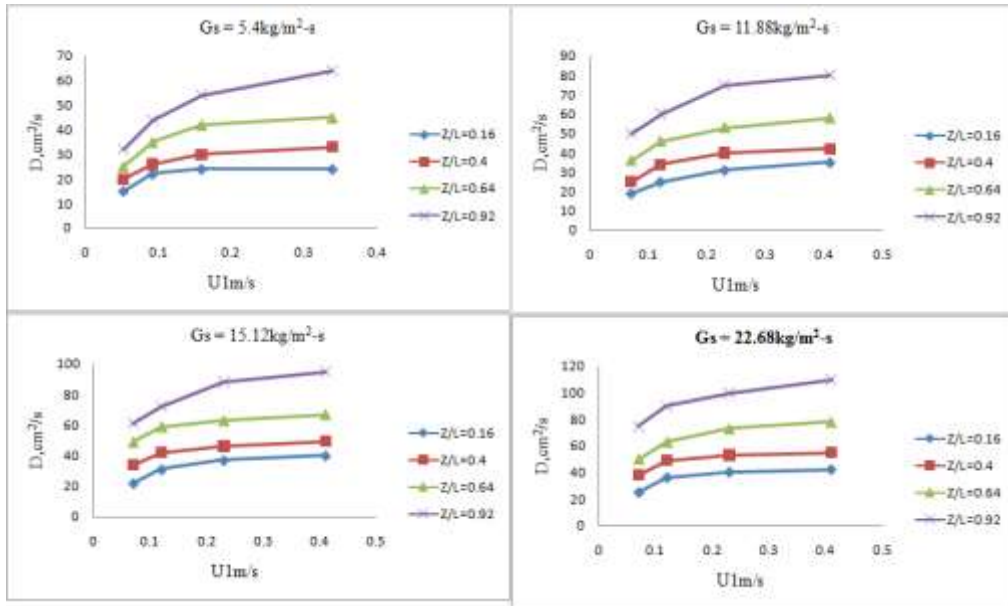 Gs = 5.4kg/m²-s
70
60
50
40
30
20
10
0
D,cm²/s
0 0.1 0.2 0.3 0.4
U1m/s
Z/L=0.16
Z/L=0.4
Z/L=0.64
Z/L=0.92
Gs = 11.88kg/m²-s
90
80
70
60
50
40
30
20
10
0
D,cm²/s
0 0.1 0.2 0.3 0.4 0.5
U1m/s
Z/L=0.16
Z/L=0.4
Z/L=0.64
Z/L=0.92
Gs = 15.12kg/m²-s
100
80
60
40
20
0
D,cm²/s
0 0.1 0.2 0.3 0.4 0.5
U1m/s
Z/L=0.16
Z/L=0.4
Z/L=0.64
Z/L=0.92
Gs = 22.68kg/m²-s
120
100
80
60
40
20
0
D,cm²/s
0 0.1 0.2 0.3 0.4 0.5
U1m/s
Z/L=0.16
Z/L=0.4
Z/L=0.64
Z/L=0.92